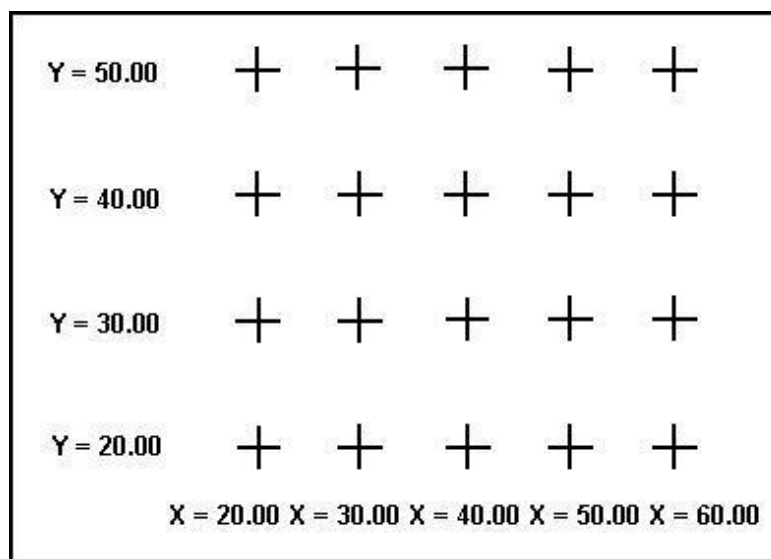 Y = 50.00
Y = 40.00
Y = 30.00
Y = 20.00
X = 20.00 X = 30.00 X = 40.00 X = 50.00 X = 60.00